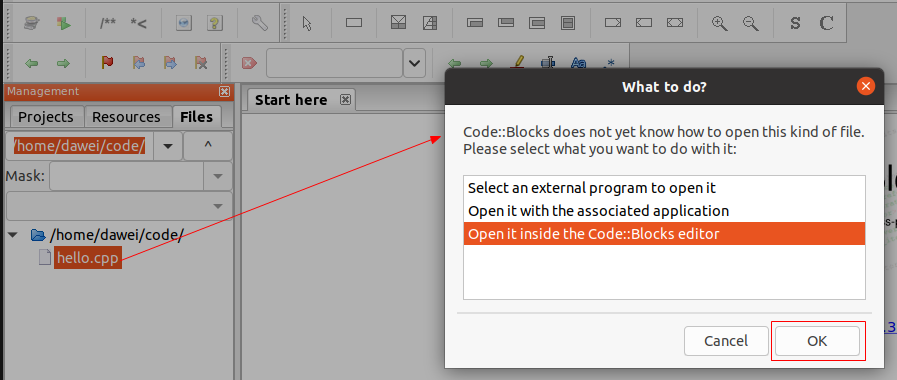 /** *<
S C
Aa .*
Management
Projects Resources Files
/home/dawei/code/ ^
Mask:
/home/dawei/code/
hello.cpp
Start here
What to do?
Code::Blocks does not yet know how to open this kind of file.
Please select what you want to do with it:
Select an external program to open it
Open it with the associated application
Open it inside the Code::Blocks editor
Cancel OK